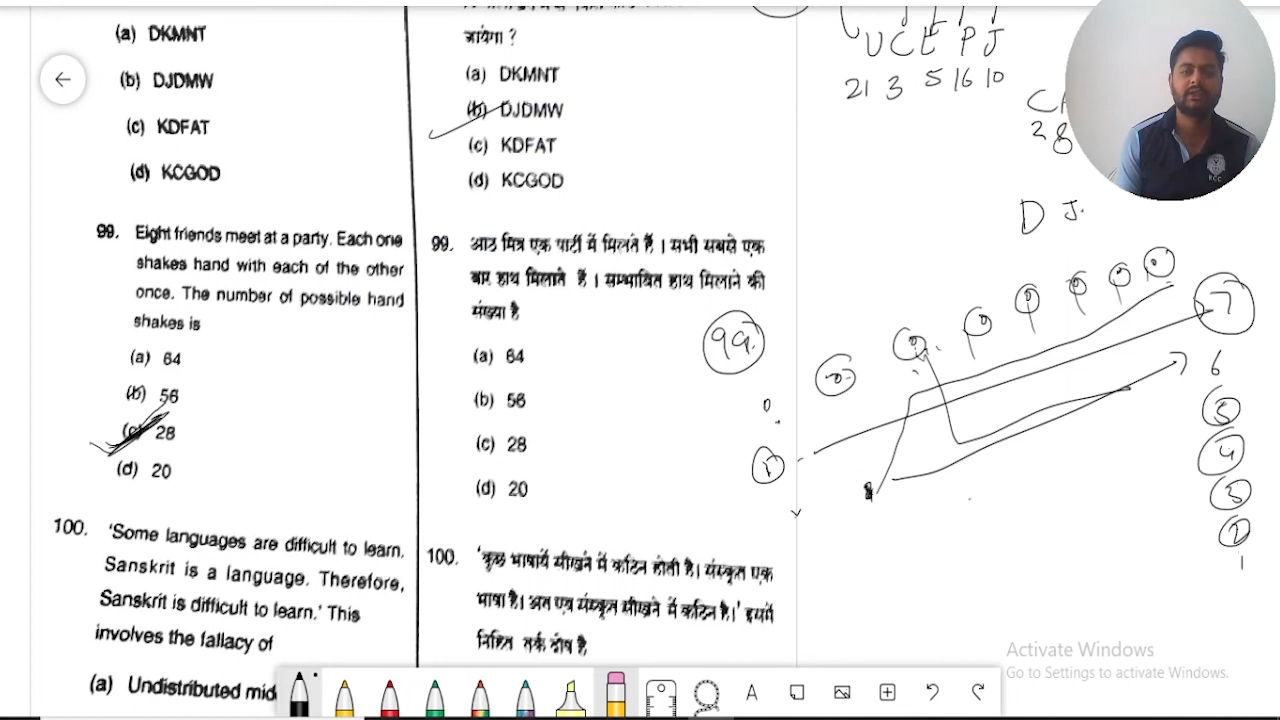 (a) DKMNT
(b) DJDMW
(c) KDFAT
(d) KCGOD
99. Eight friends meet at a party. Each one
shakes hand with each of the other
once. The number of possible hand
shakes is
(a) 64
(b) 56
(c) 28
(d) 20
100. 'Some languages are difficult to learn.
Sanskrit is a language. Therefore,
Sanskrit is difficult to learn.' This
involves the fallacy of
(a) Undistributed mid
जायेगा ?
(a) DKMNT
(b) DJDMW
(c) KDFAT
(d) KCGOD
99. आठ मित्र एक पार्टी में मिलते हैं । सभी सबसे एक
बार हाथ मिलाते हैं । सम्भावित हाथ मिलाने की
संख्या है
(a) 64
(b) 56
(c) 28
(d) 20
100. 'कुछ भाषायें सीखने में कठिन होती है। संस्कृत एक
भाषा है। अत एव संस्कृत सीखने में कठिन है।' इसमें
निहित तर्क दोष है
U C E P J
21 3 5 16 10
28
D J.
99.
7
6
5
4
1
RCC
A
Activate Windows
Go to Settings to activate Windows.